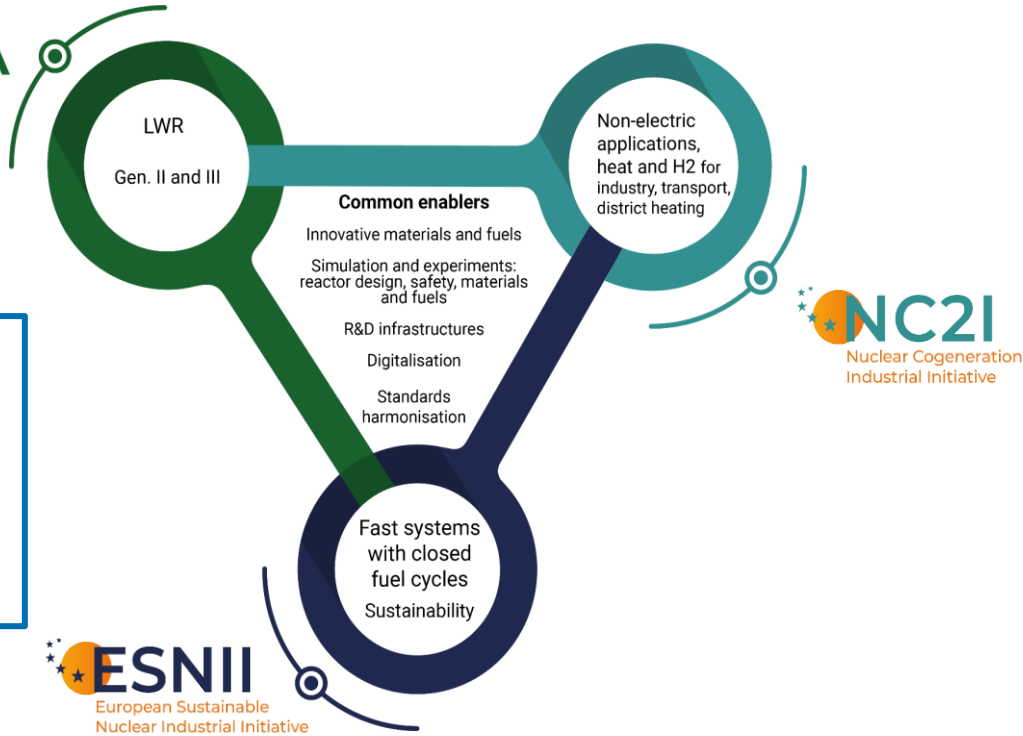 LWR
Gen. II and III
Non-electric
applications,
heat and H2 for
industry, transport,
district heating
Common enablers
Innovative materials and fuels
Simulation and experiments:
reactor design, safety, materials
and fuels
R&D infrastructures
Digitalisation
Standards
harmonisation
NC2I
Nuclear Cogeneration
Industrial Initiative
Fast systems
with closed
fuel cycles
Sustainability
ESNII
European Sustainable
Nuclear Industrial Initiative